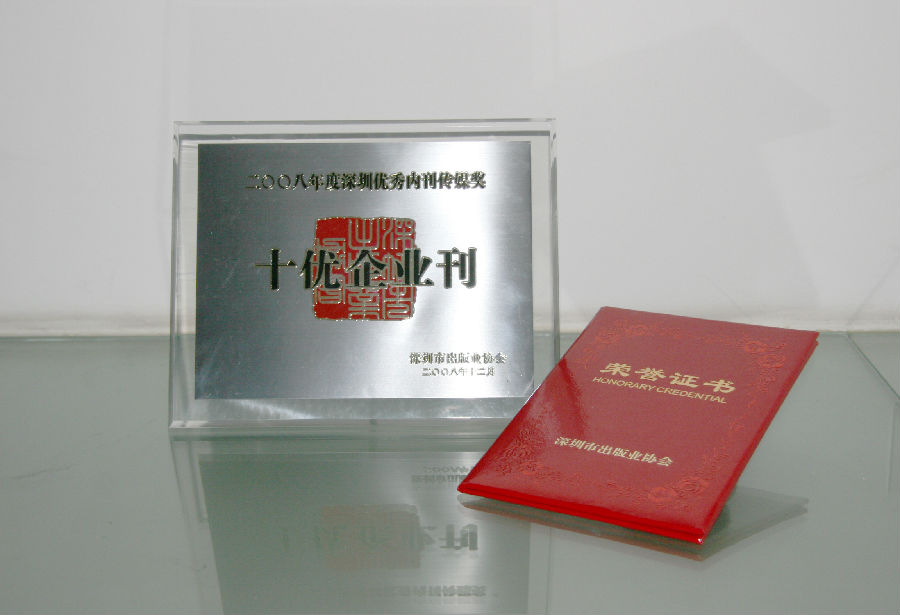 二〇〇八年度深圳优秀内刊传媒奖
十优企业刊
深圳市出版业协会
二〇〇八年十二月
荣誉证书
HONORARY CREDENTIAL
深圳市出版业协会